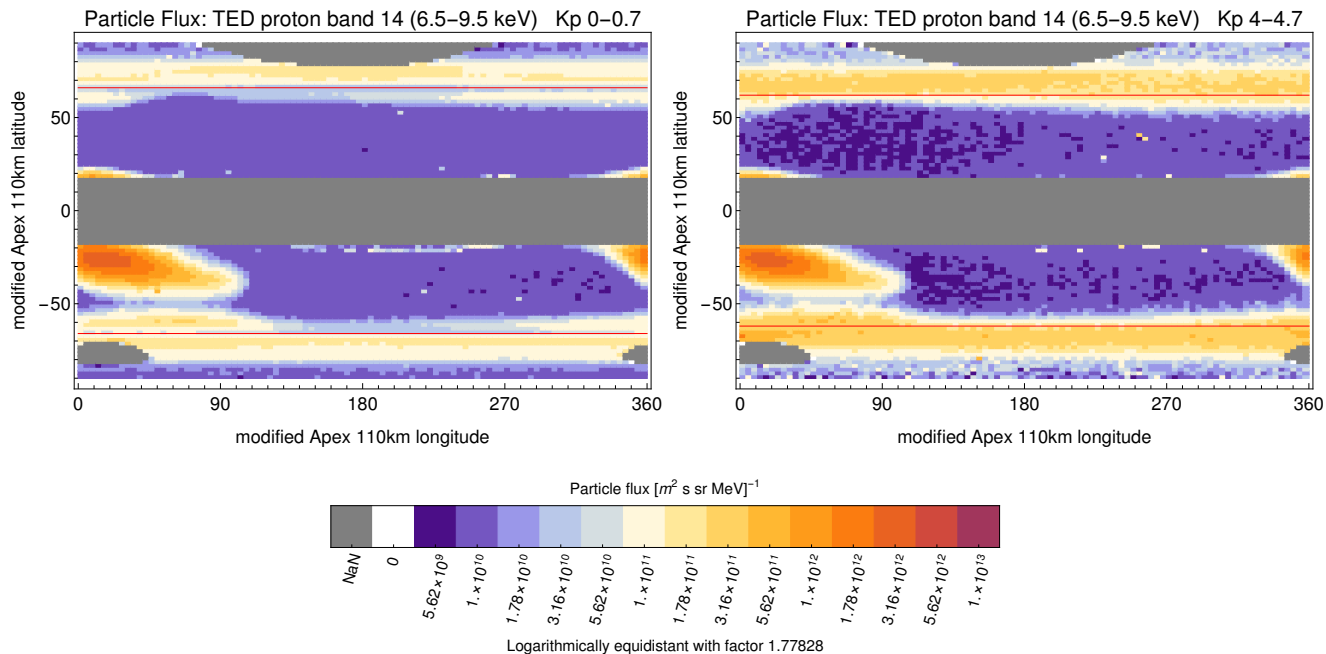 Particle Flux: TED proton band 14 (6.5−9.5 keV) Kp 0−0.7
Particle Flux: TED proton band 14 (6.5−9.5 keV) Kp 4−4.7
modified Apex 110km latitude
50
0
−50
0 90 180 270 360
modified Apex 110km longitude
modified Apex 110km latitude
50
0
−50
0 90 180 270 360
modified Apex 110km longitude
Particle flux [m² s sr MeV]⁻¹
NaN
0
5.62×10⁹
1.×10¹⁰
1.78×10¹⁰
3.16×10¹⁰
5.62×10¹⁰
1.×10¹¹
1.78×10¹¹
3.16×10¹¹
5.62×10¹¹
1.×10¹²
1.78×10¹²
3.16×10¹²
5.62×10¹²
1.×10¹³
Logarithmically equidistant with factor 1.77828